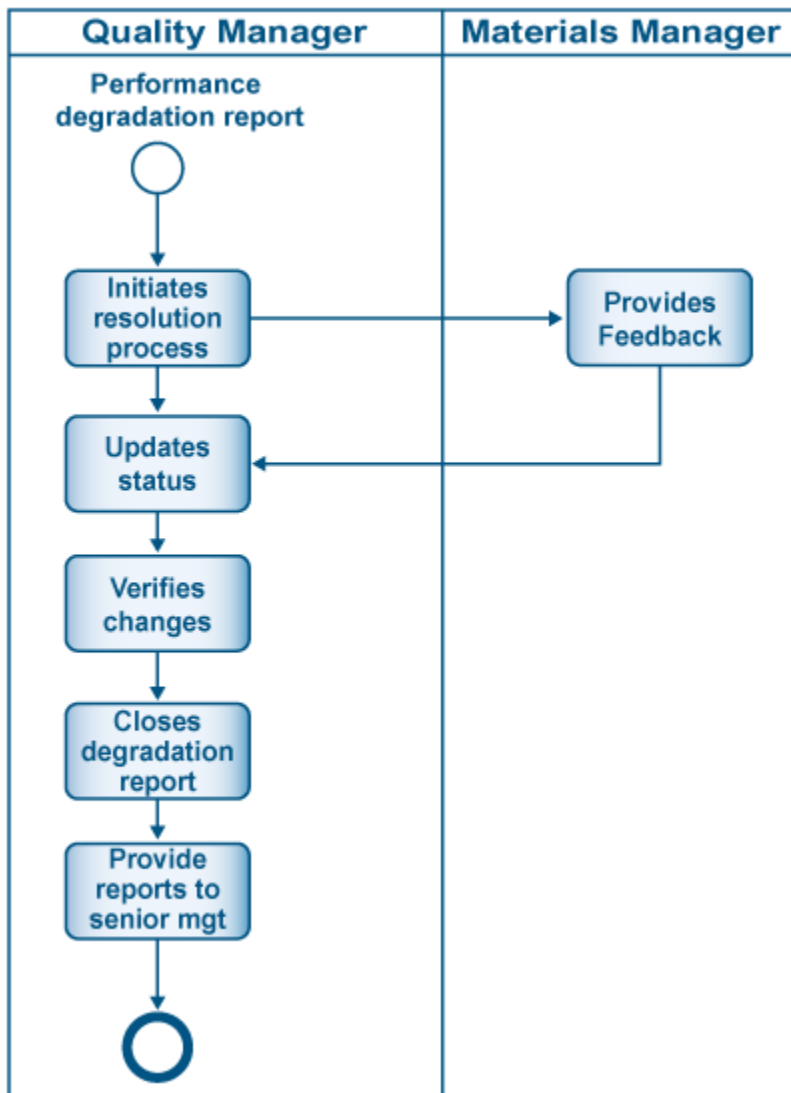 Quality Manager
Materials Manager
Performance
degradation report
Initiates
resolution
process
Provides
Feedback
Updates
status
Verifies
changes
Closes
degradation
report
Provide
reports to
senior mgt